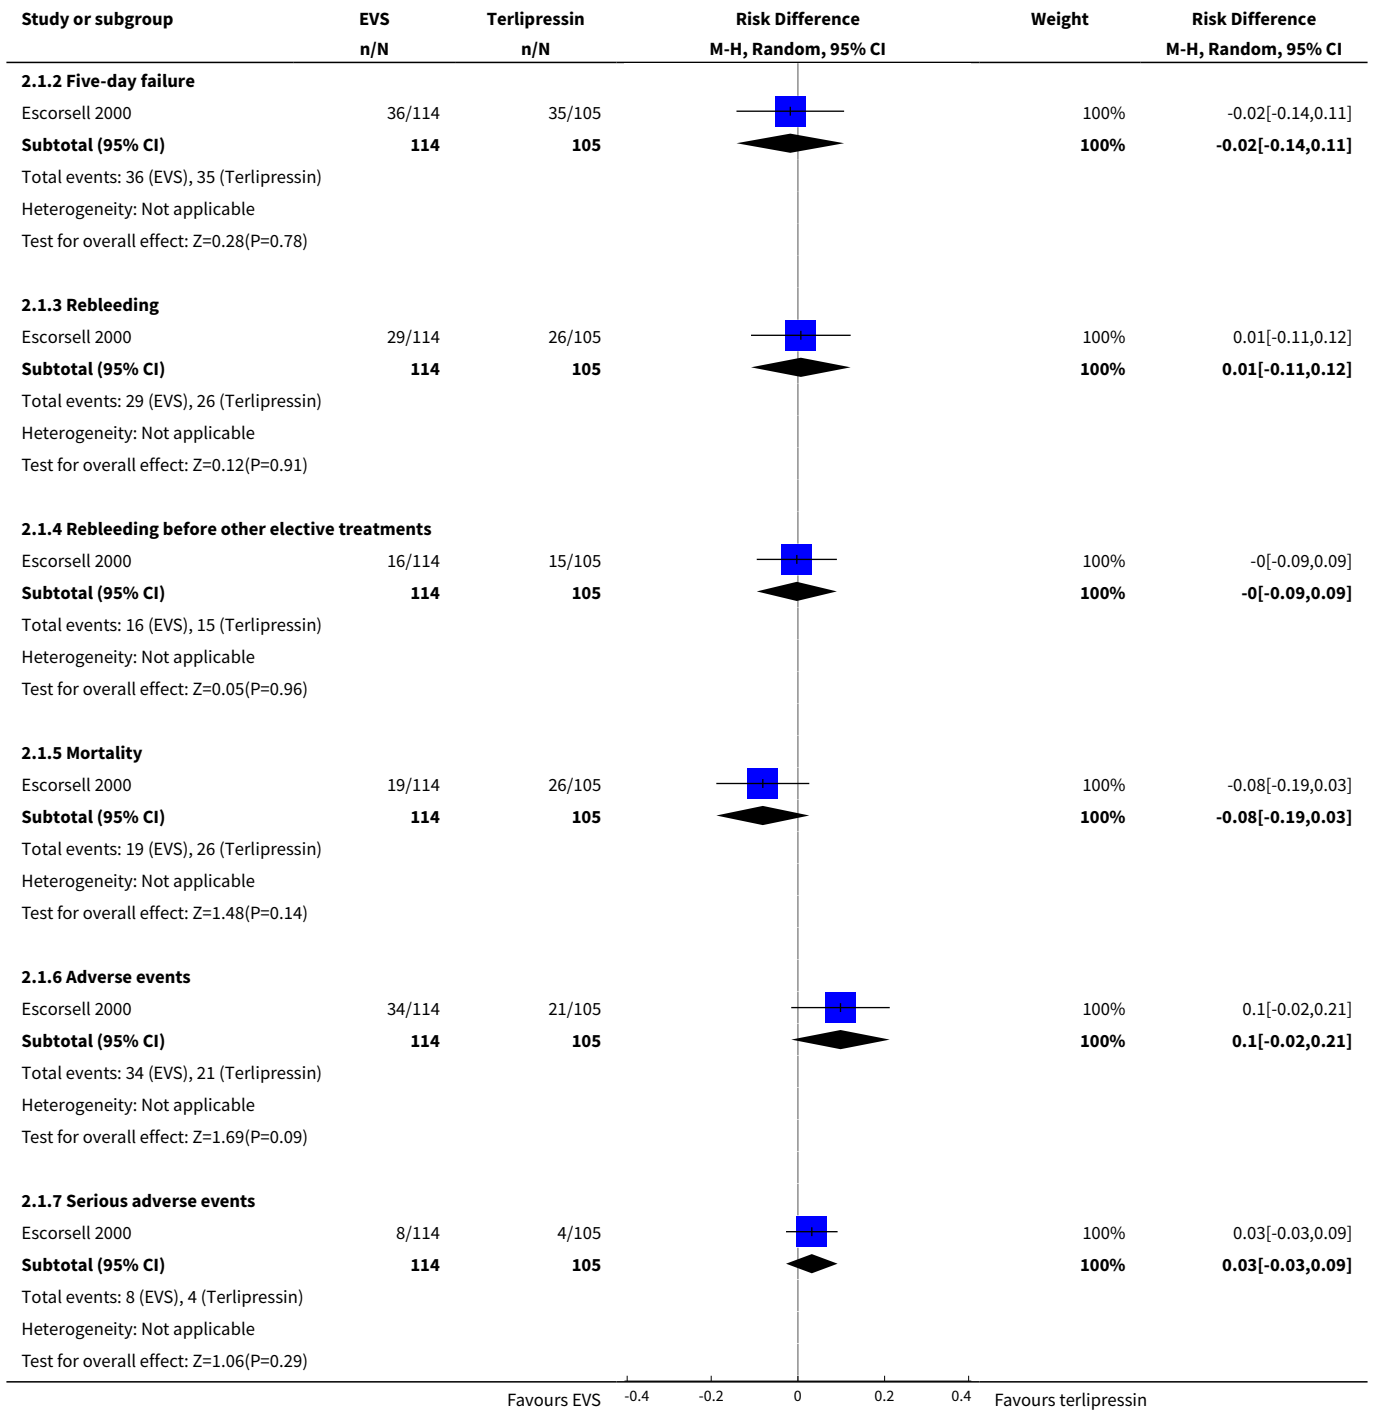 Study or subgroup EVS Terlipressin Risk Difference Weight Risk Difference
n/N n/N M-H, Random, 95% CI M-H, Random, 95% CI
2.1.2 Five-day failure
Escorsell 2000 36/114 35/105 100% -0.02[-0.14,0.11]
Subtotal (95% CI) 114 105 100% -0.02[-0.14,0.11]
Total events: 36 (EVS), 35 (Terlipressin)
Heterogeneity: Not applicable
Test for overall effect: Z=0.28(P=0.78)
2.1.3 Rebleeding
Escorsell 2000 29/114 26/105 100% 0.01[-0.11,0.12]
Subtotal (95% CI) 114 105 100% 0.01[-0.11,0.12]
Total events: 29 (EVS), 26 (Terlipressin)
Heterogeneity: Not applicable
Test for overall effect: Z=0.12(P=0.91)
2.1.4 Rebleeding before other elective treatments
Escorsell 2000 16/114 15/105 100% -0[-0.09,0.09]
Subtotal (95% CI) 114 105 100% -0[-0.09,0.09]
Total events: 16 (EVS), 15 (Terlipressin)
Heterogeneity: Not applicable
Test for overall effect: Z=0.05(P=0.96)
2.1.5 Mortality
Escorsell 2000 19/114 26/105 100% -0.08[-0.19,0.03]
Subtotal (95% CI) 114 105 100% -0.08[-0.19,0.03]
Total events: 19 (EVS), 26 (Terlipressin)
Heterogeneity: Not applicable
Test for overall effect: Z=1.48(P=0.14)
2.1.6 Adverse events
Escorsell 2000 34/114 21/105 100% 0.1[-0.02,0.21]
Subtotal (95% CI) 114 105 100% 0.1[-0.02,0.21]
Total events: 34 (EVS), 21 (Terlipressin)
Heterogeneity: Not applicable
Test for overall effect: Z=1.69(P=0.09)
2.1.7 Serious adverse events
Escorsell 2000 8/114 4/105 100% 0.03[-0.03,0.09]
Subtotal (95% CI) 114 105 100% 0.03[-0.03,0.09]
Total events: 8 (EVS), 4 (Terlipressin)
Heterogeneity: Not applicable
Test for overall effect: Z=1.06(P=0.29)
Favours EVS -0.4 -0.2 0 0.2 0.4 Favours terlipressin